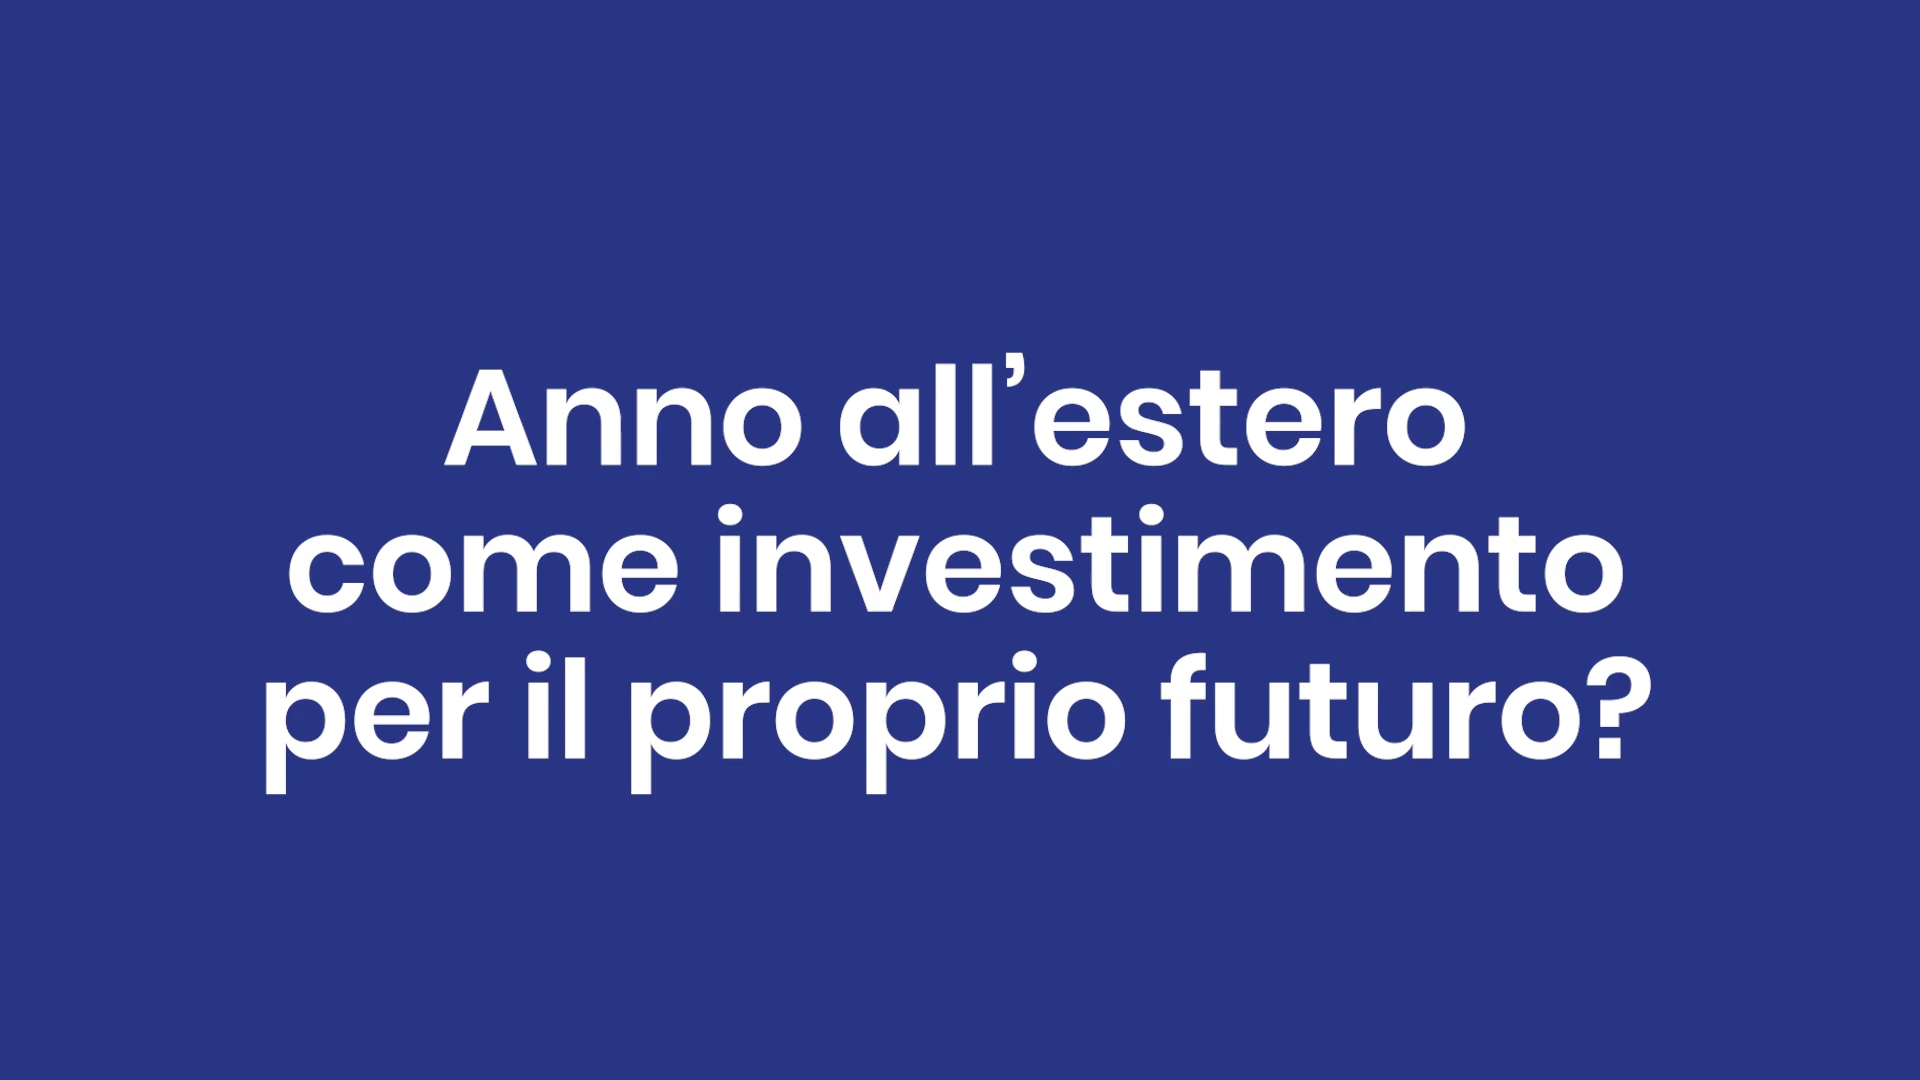 Anno all’estero
come investimento
per il proprio futuro?